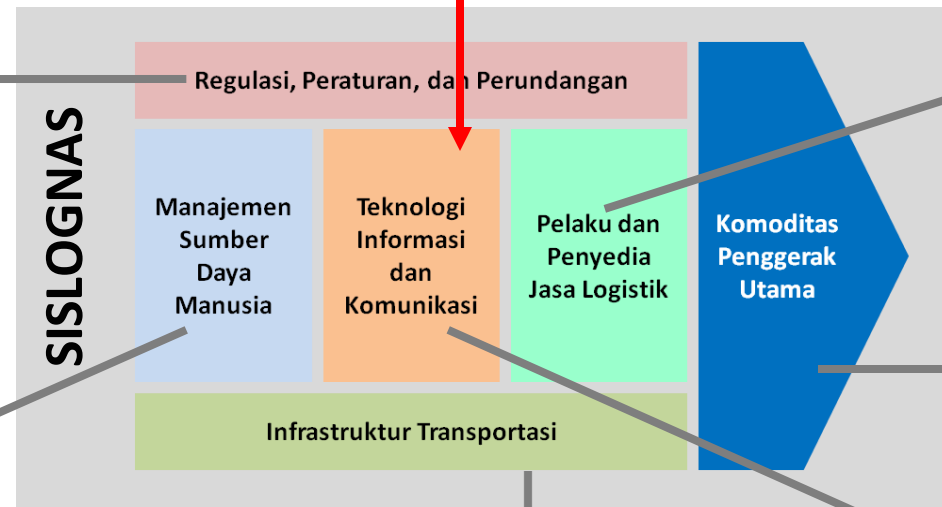 SISLOGNAS
Regulasi, Peraturan, dan Perundangan
Manajemen
Sumber
Daya
Manusia
Teknologi
Informasi
dan
Komunikasi
Pelaku dan
Penyedia
Jasa Logistik
Komoditas
Penggerak
Utama
Infrastruktur Transportasi